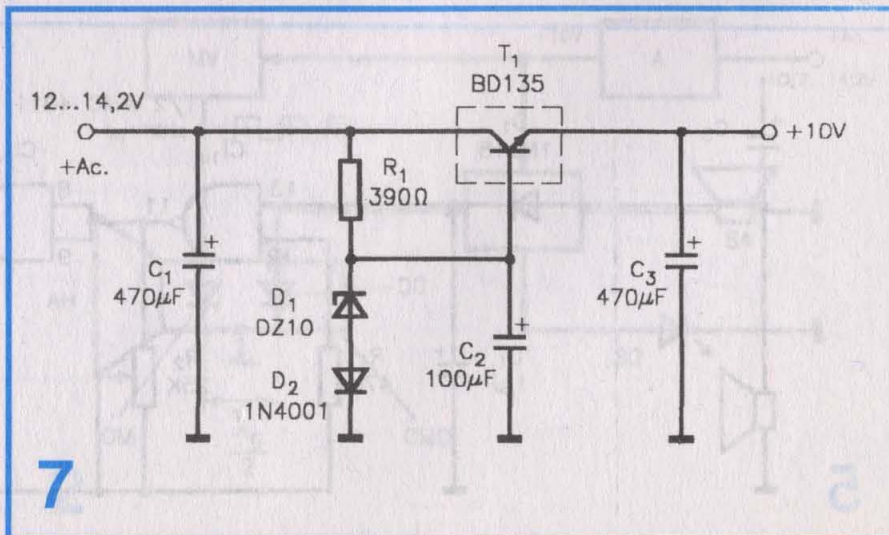 T1
BD135
12...14,2V
+Ac.
+10V
R1
390Ω
C1
470µF
D1
DZ10
D2
1N4001
C2
100µF
C3
470µF
7